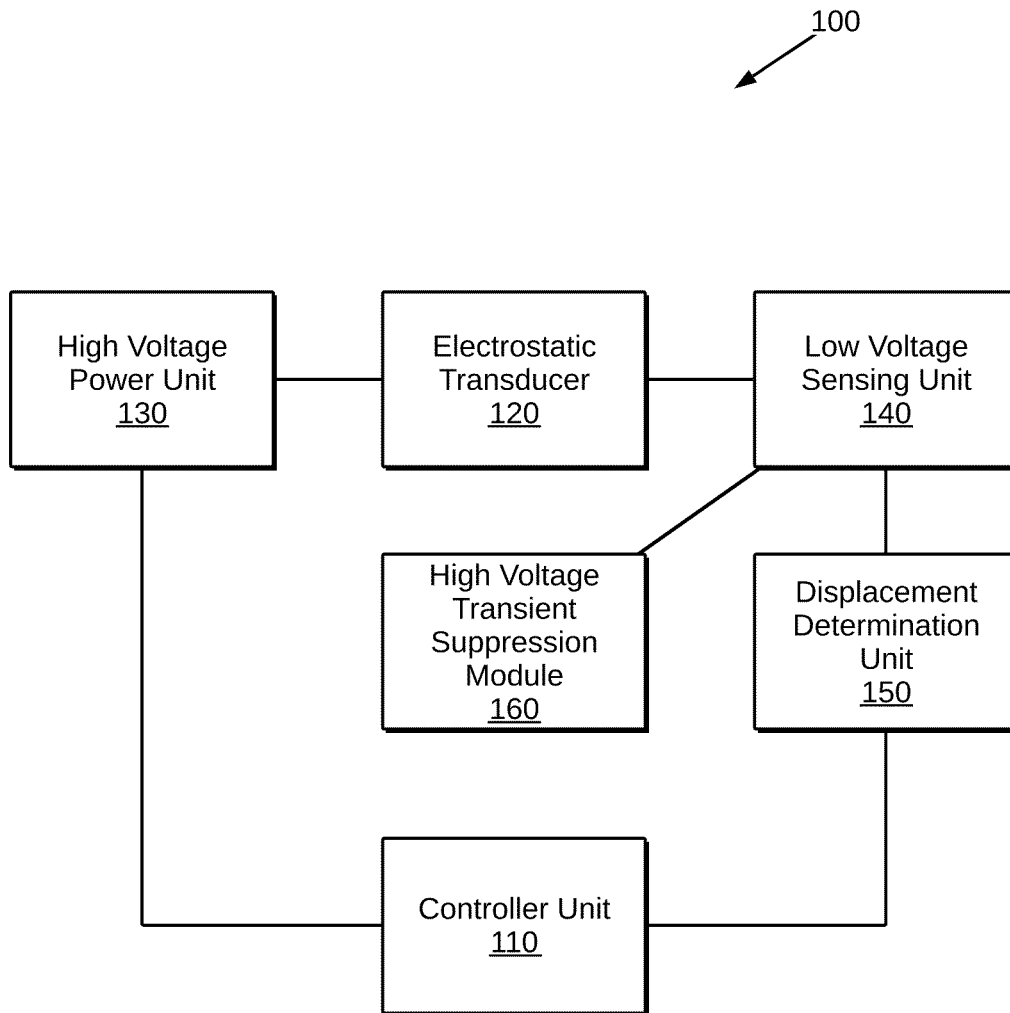 100
High Voltage
Power Unit
130
Electrostatic
Transducer
120
Low Voltage
Sensing Unit
140
High Voltage
Transient
Suppression
Module
160
Displacement
Determination
Unit
150
Controller Unit
110